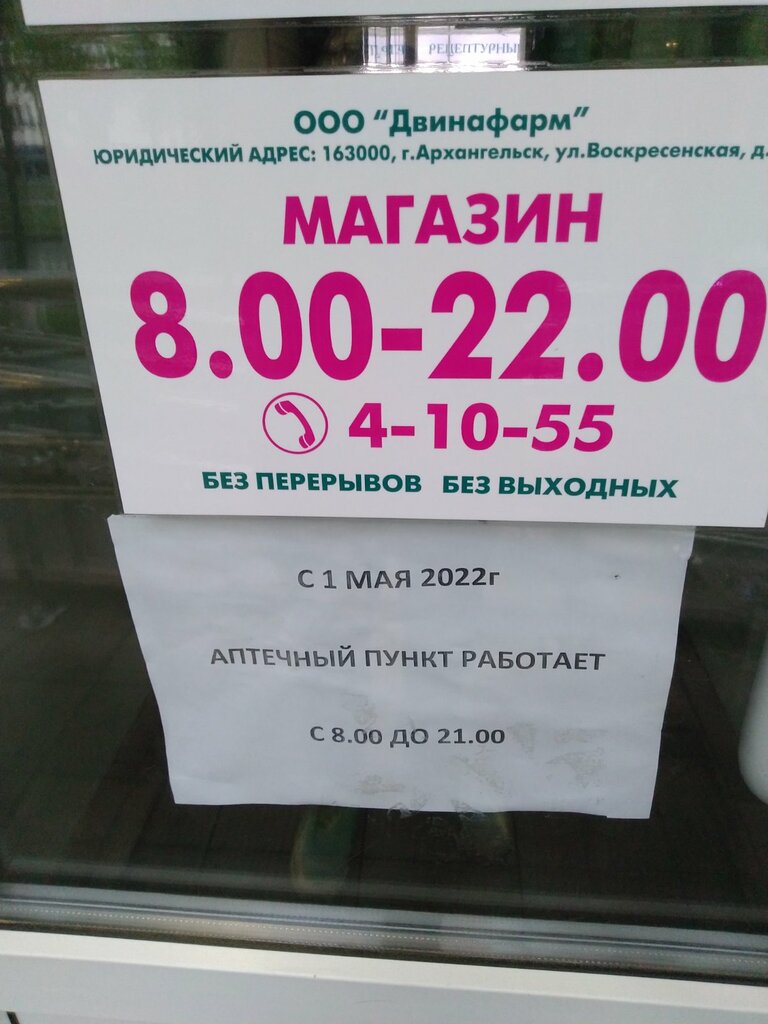 РЕЦЕПТУРНЫ
ООО "Двинафарм"
ЮРИДИЧЕСКИЙ АДРЕС: 163000, г.Архангельск, ул.Воскресенская, д.
МАГАЗИН
8.00-22.00
4-10-55
БЕЗ ПЕРЕРЫВОВ БЕЗ ВЫХОДНЫХ
С 1 МАЯ 2022г
АПТЕЧНЫЙ ПУНКТ РАБОТАЕТ
С 8.00 ДО 21.00